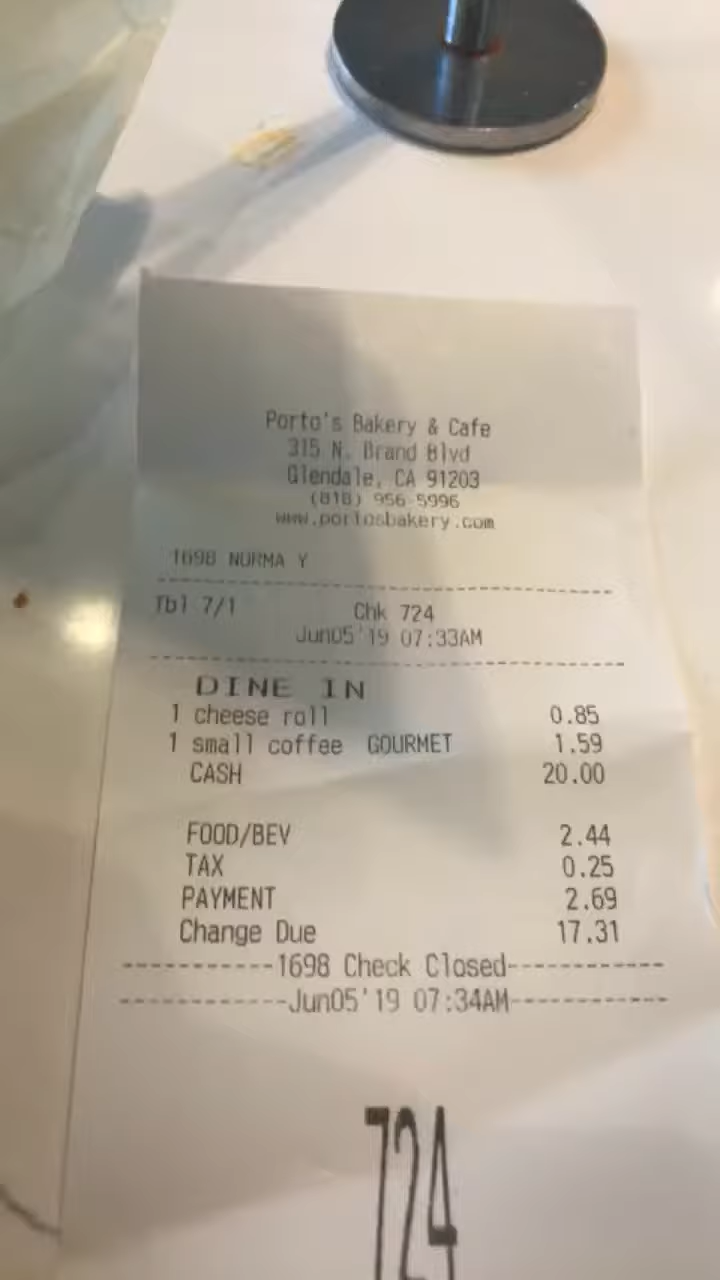 Porto's Bakery & Cafe
315 N. Brand Blvd
Glendale, CA 91203
(818) 956-5996
www.portosbakery.com
1698 NORMA Y
Tbl 7/1 Chk 724
Jun05'19 07:33AM
DINE IN
1 cheese roll 0.85
1 small coffee GOURMET 1.59
CASH 20.00
FOOD/BEV 2.44
TAX 0.25
PAYMENT 2.69
Change Due 17.31
-----------1698 Check Closed------------
------------Jun05'19 07:34AM------------
724